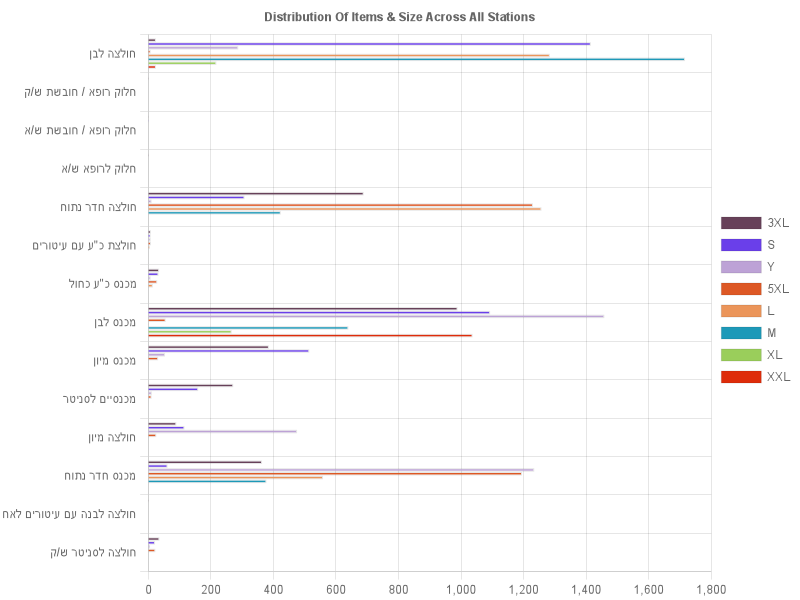 Distribution Of Items & Size Across All Stations
חולצה לבן
חלוק רופא / חובשת ש/ק
חלוק רופא / חובשת ש/א
חלוק לרופא ש/א
חולצה חדר נתוח
חולצת כ"ע עם עיטורים
מכנס כ"ע כחול
מכנס לבן
מכנס מיון
מכנסיים לסניטר
חולצה מיון
מכנס חדר נתוח
חולצה לבנה עם עיטורים לאח
חולצה לסניטר ש/ק
0 200 400 600 800 1,000 1,200 1,400 1,600 1,800
3XL
S
Y
5XL
L
M
XL
XXL